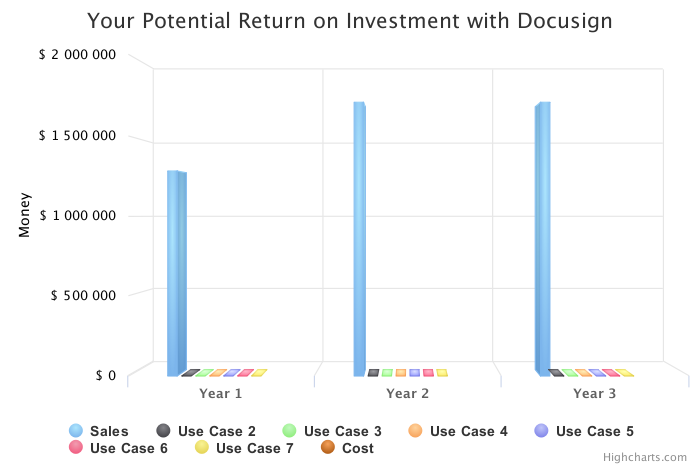 Your Potential Return on Investment with Docusign
$ 2 000 000
$ 1 500 000
$ 1 000 000
$ 500 000
$ 0
Money
Year 1 Year 2 Year 3
Sales Use Case 2 Use Case 3 Use Case 4 Use Case 5
Use Case 6 Use Case 7 Cost
Highcharts.com